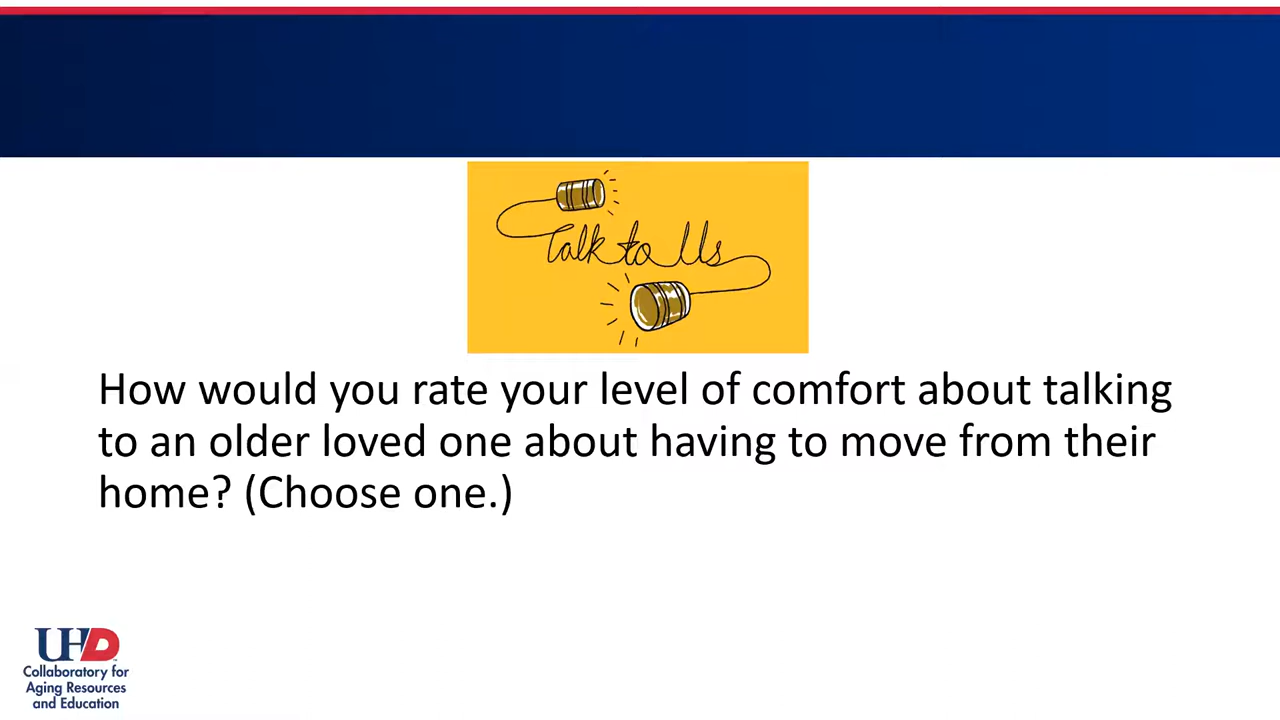 Talk to Us
How would you rate your level of comfort about talking
to an older loved one about having to move from their
home? (Choose one.)
UHD
Collaboratory for
Aging Resources
and Education